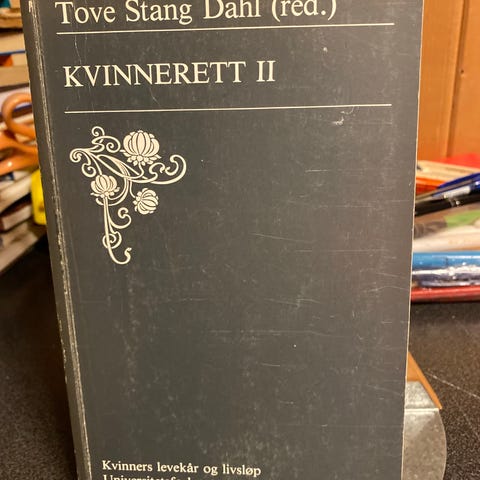 Tove Stang Dahl (red.)
KVINNERETT II
Kvinners levekår og livsløp